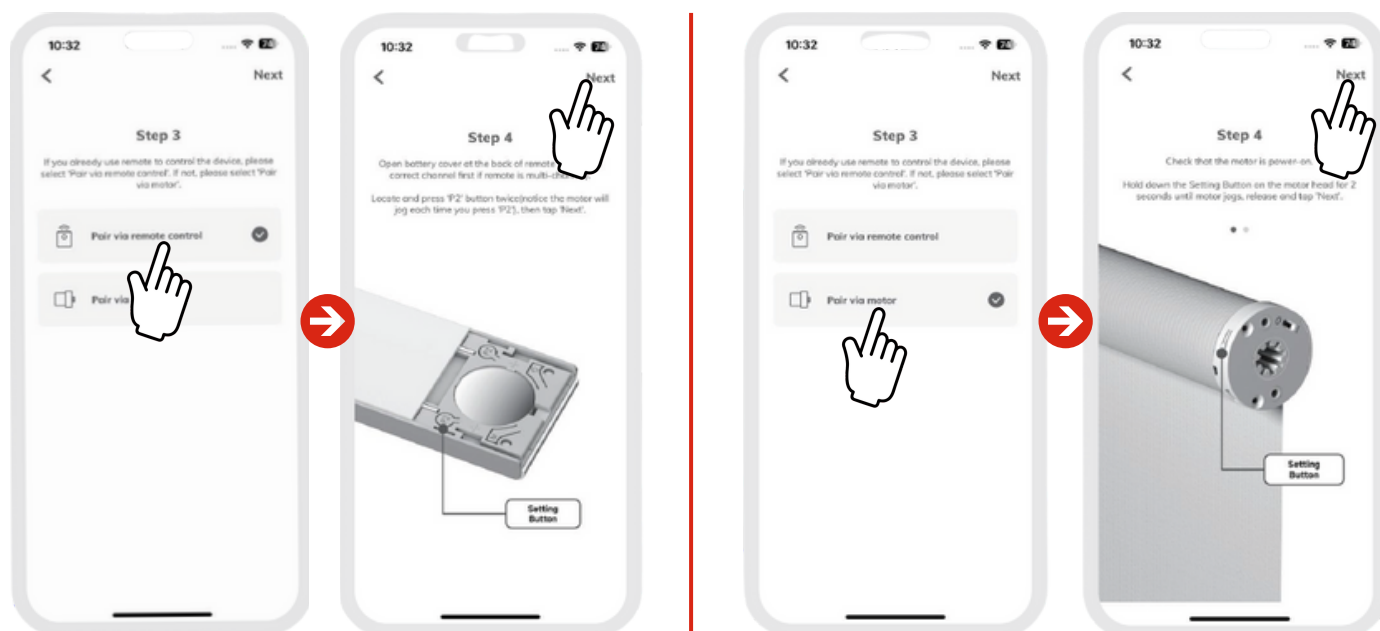 10:32
74
Next
Step 3
If you already use remote to control the device, please
select 'Pair via remote control'. If not, please select 'Pair
via motor'.
Pair via remote control
Pair via
10:32
74
Next
Step 4
Open battery cover at the back of remote
correct channel first if remote is multi-cha
Locate and press 'P2' button twice(notice the motor will
jog each time you press 'P2'), then tap 'Next'.
Setting
Button
10:32
74
Next
Step 3
If you already use remote to control the device, please
select 'Pair via remote control'. If not, please select 'Pair
via motor'.
Pair via remote control
Pair via motor
10:32
74
Next
Step 4
Check that the motor is power-on.
Hold down the Setting Button on the motor head for 2
seconds until motor jogs, release and tap 'Next'.
Setting
Button